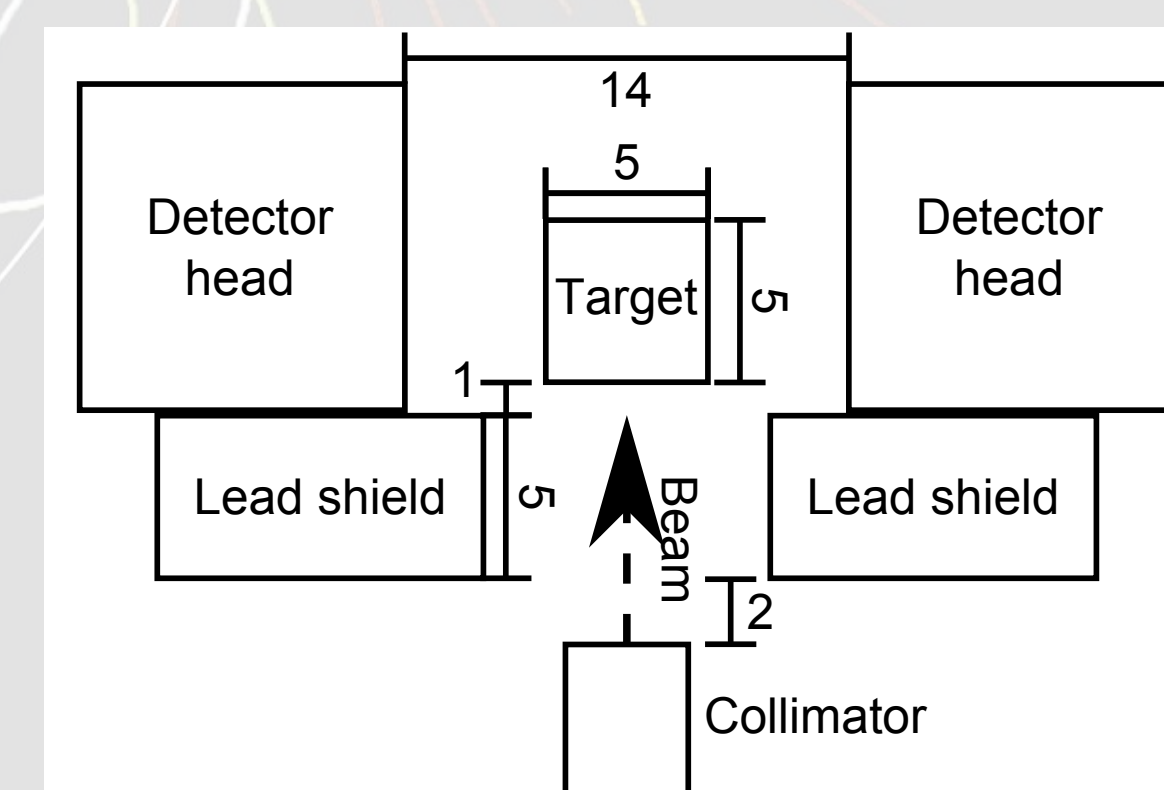 14
5
Detector
head
Target
5
Detector
head
1
Lead shield
5
Beam
Lead shield
2
Collimator